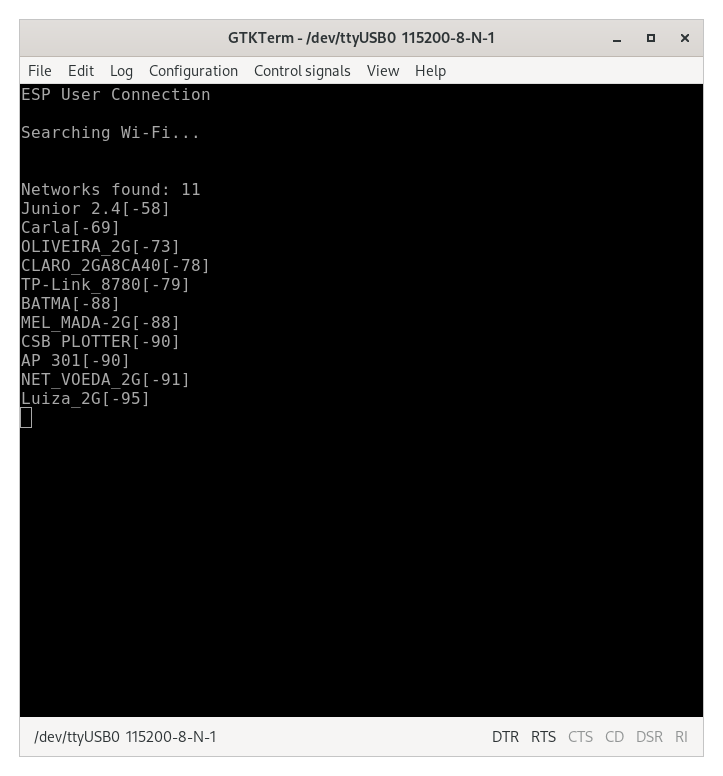 GTKTerm - /dev/ttyUSB0 115200-8-N-1
File Edit Log Configuration Control signals View Help
ESP User Connection
Searching Wi-Fi...
Networks found: 11
Junior 2.4[-58]
Carla[-69]
OLIVEIRA_2G[-73]
CLARO_2GA8CA40[-78]
TP-Link_8780[-79]
BATMA[-88]
MEL_MADA-2G[-88]
CSB PLOTTER[-90]
AP 301[-90]
NET_VOEDA_2G[-91]
Luiza_2G[-95]
/dev/ttyUSB0 115200-8-N-1 DTR RTS CTS CD DSR RI